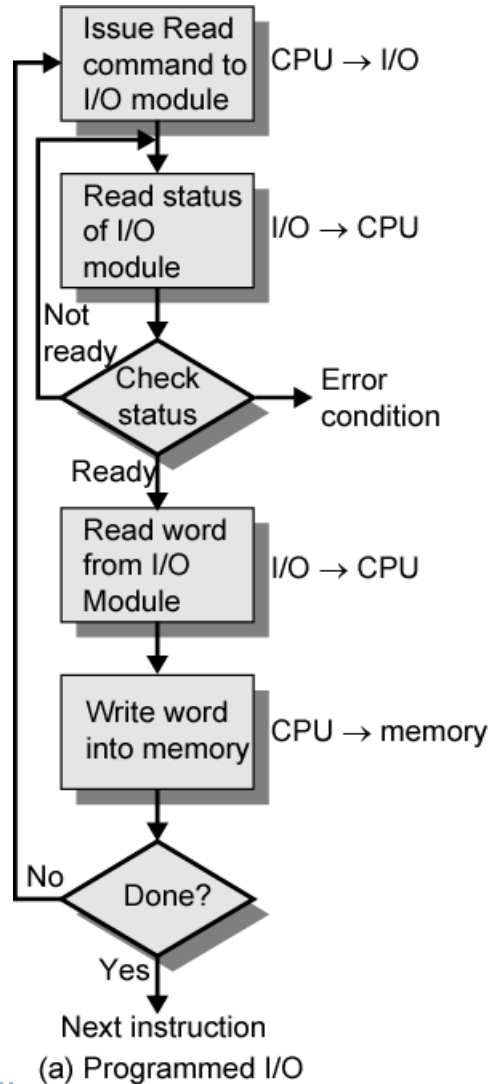 Issue Read
command to
I/O module
CPU → I/O
Read status
of I/O
module
I/O → CPU
Not
ready
Check
status
Error
condition
Ready
Read word
from I/O
Module
I/O → CPU
Write word
into memory
CPU → memory
No
Done?
Yes
Next instruction
(a) Programmed I/O